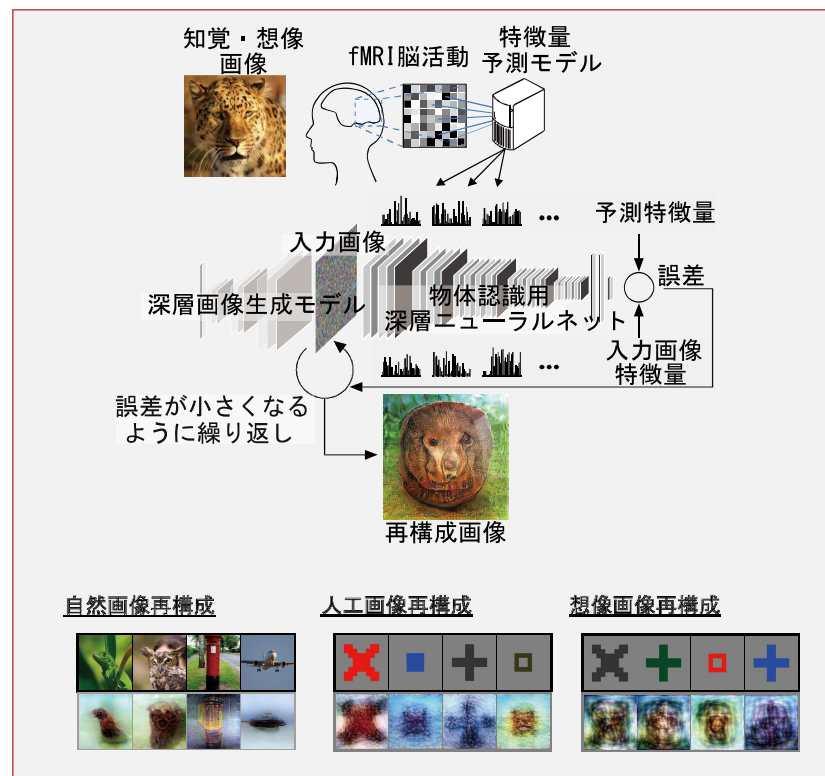 知覚・想像
画像
fMRI脳活動
特徴量
予測モデル
予測特徴量
入力画像
誤差
深層画像生成モデル
物体認識用
深層ニューラルネット
入力画像
特徴量
誤差が小さくなる
ように繰り返し
再構成画像
自然画像再構成
人工画像再構成
想像画像再構成